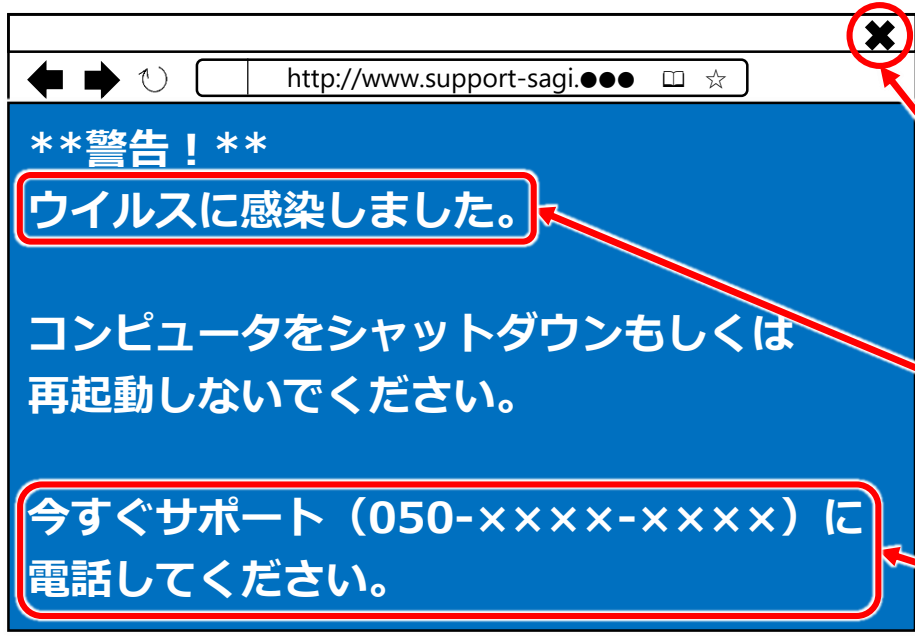 http://www.support-sagi.●●●
**警告！**
ウイルスに感染しました。
コンピュータをシャットダウンもしくは
再起動しないでください。
今すぐサポート（050-××××-××××）に
電話してください。